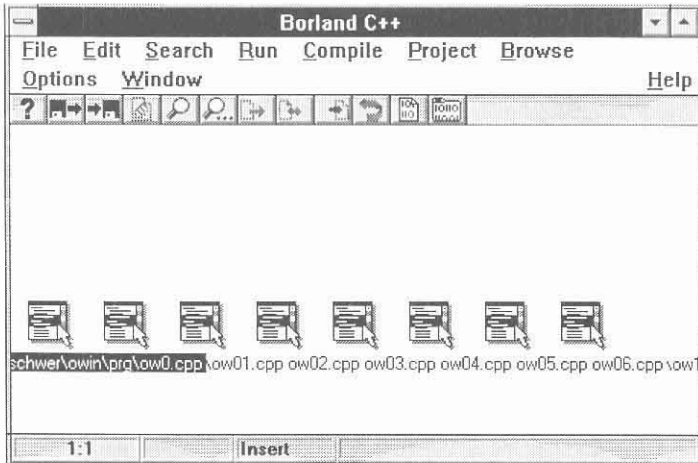 Borland C++
File Edit Search Run Compile Project Browse
Options Window Help
?
schwer\owin\prg\ow0.cpp \ow01.cpp ow02.cpp ow03.cpp ow04.cpp ow05.cpp ow06.cpp \ow1
1:1 Insert